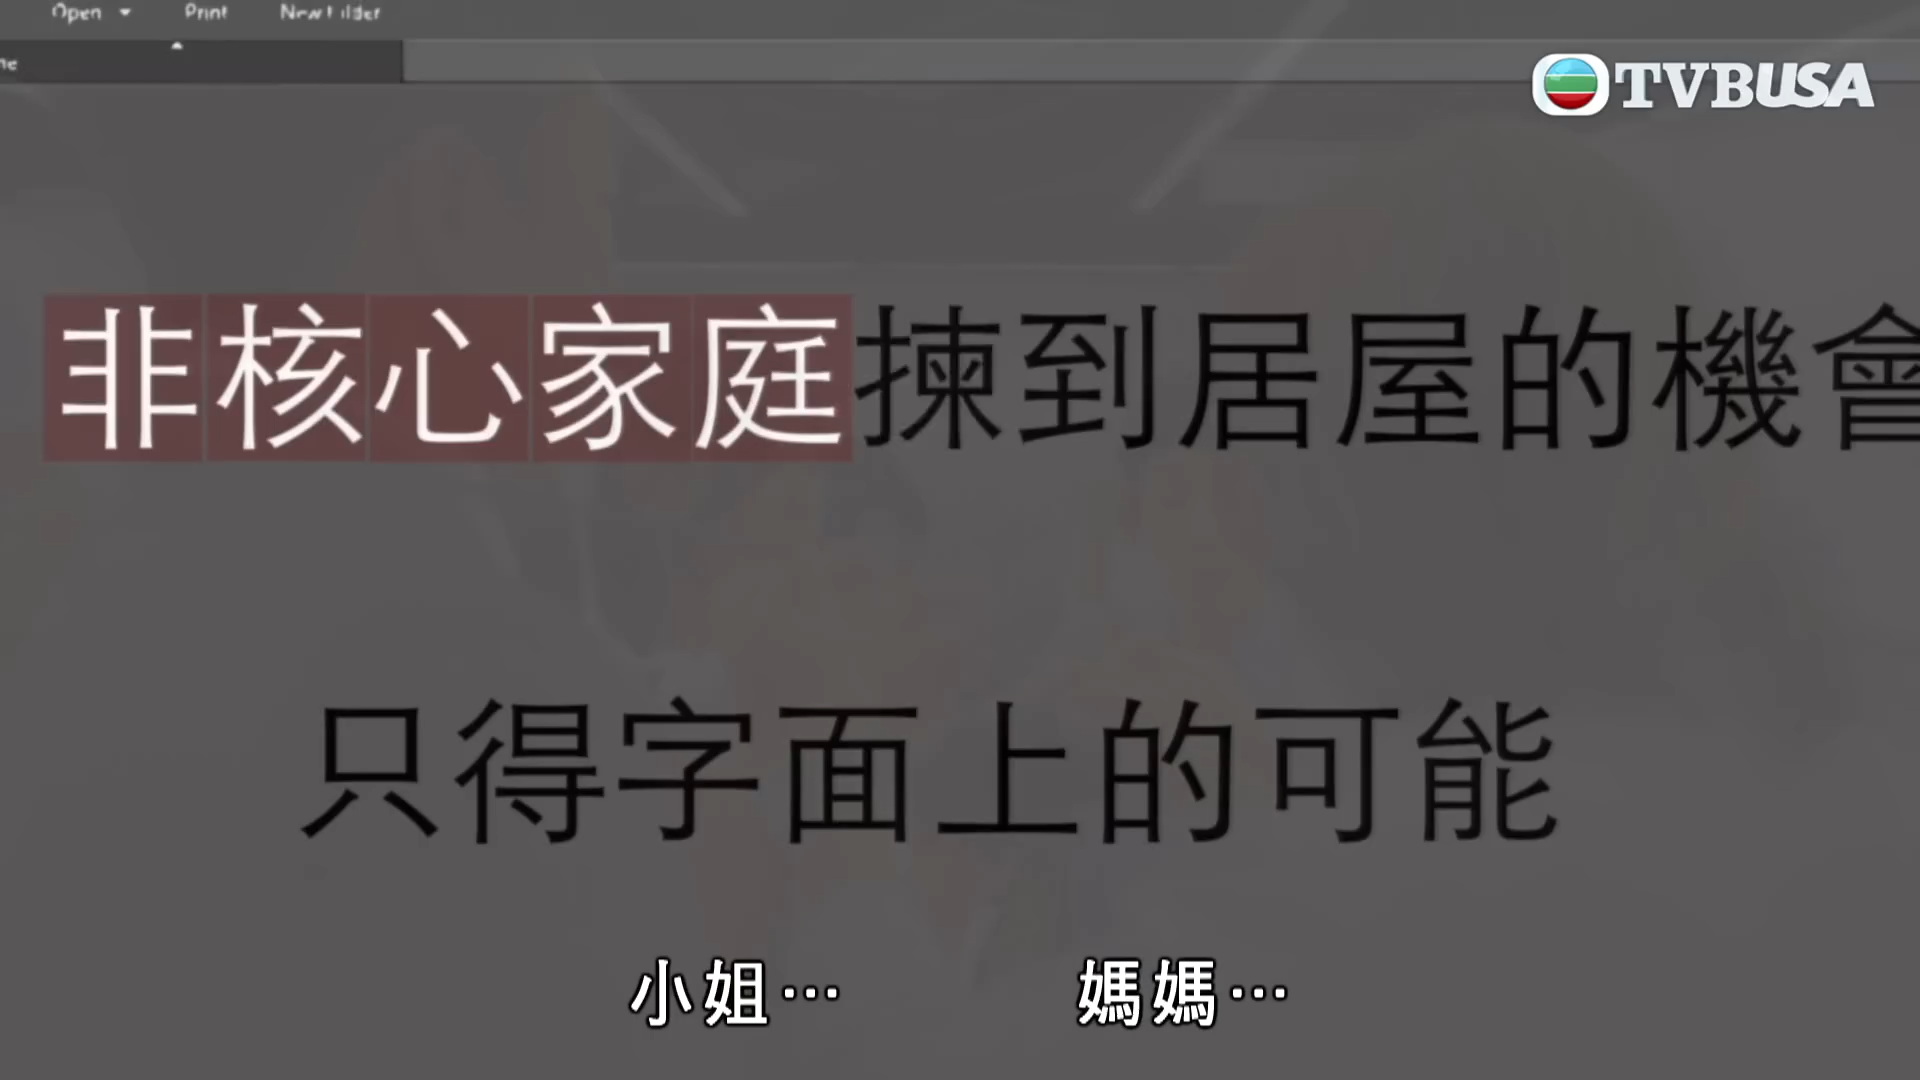 Open
Print
New Folder
ne
TVBUSA
非核心家庭揀到居屋的機會
只得字面上的可能
小姐… 媽媽…